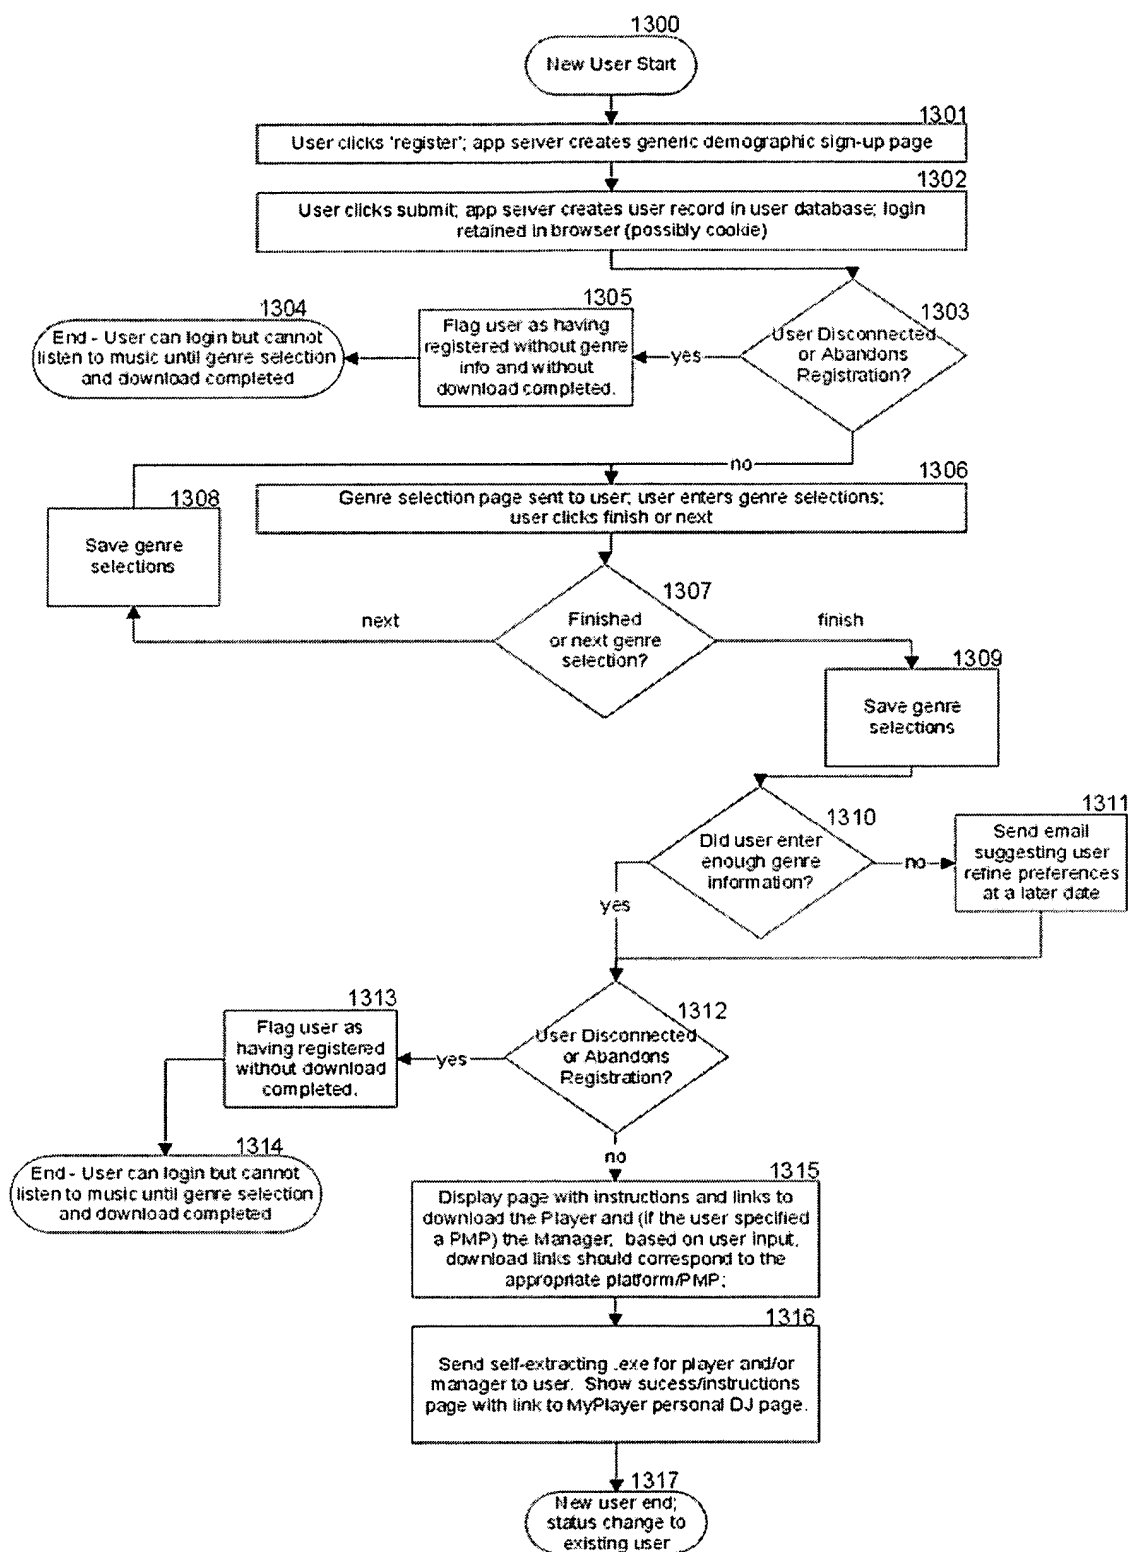 1300
New User Start
1301
User clicks 'register'; app server creates generic demographic sign-up page
1302
User clicks submit; app server creates user record in user database; login
retained in browser (possibly cookie)
1303
User Disconnected
or Abandons
Registration?
yes
1305
Flag user as having
registered without genre
info and without
download completed.
1304
End - User can login but cannot
listen to music until genre selection
and download completed
no
1306
Genre selection page sent to user; user enters genre selections;
user clicks finish or next
1308
Save genre
selections
1307
Finished
or next genre
selection?
next
finish
1309
Save genre
selections
1310
Did user enter
enough genre
information?
no
1311
Send email
suggesting user
refine preferences
at a later date
yes
1312
User Disconnected
or Abandons
Registration?
yes
1313
Flag user as
having registered
without download
completed.
1314
End - User can login but cannot
listen to music until genre selection
and download completed
no
1315
Display page with instructions and links to
download the Player and (if the user specified
a PMP) the Manager; based on user input,
download links should correspond to the
appropriate platform/PMP;
1316
Send self-extracting .exe for player and/or
manager to user. Show sucess/instructions
page with link to MyPlayer personal DJ page.
1317
New user end;
status change to
existing user